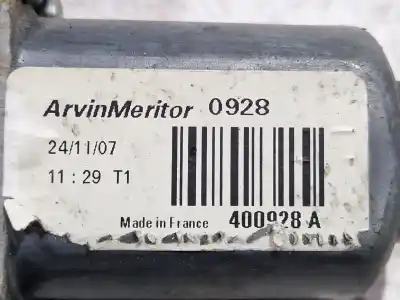 ArvinMeritor 0928
24/11/07
11 : 29 T1
Made in France 400928 A